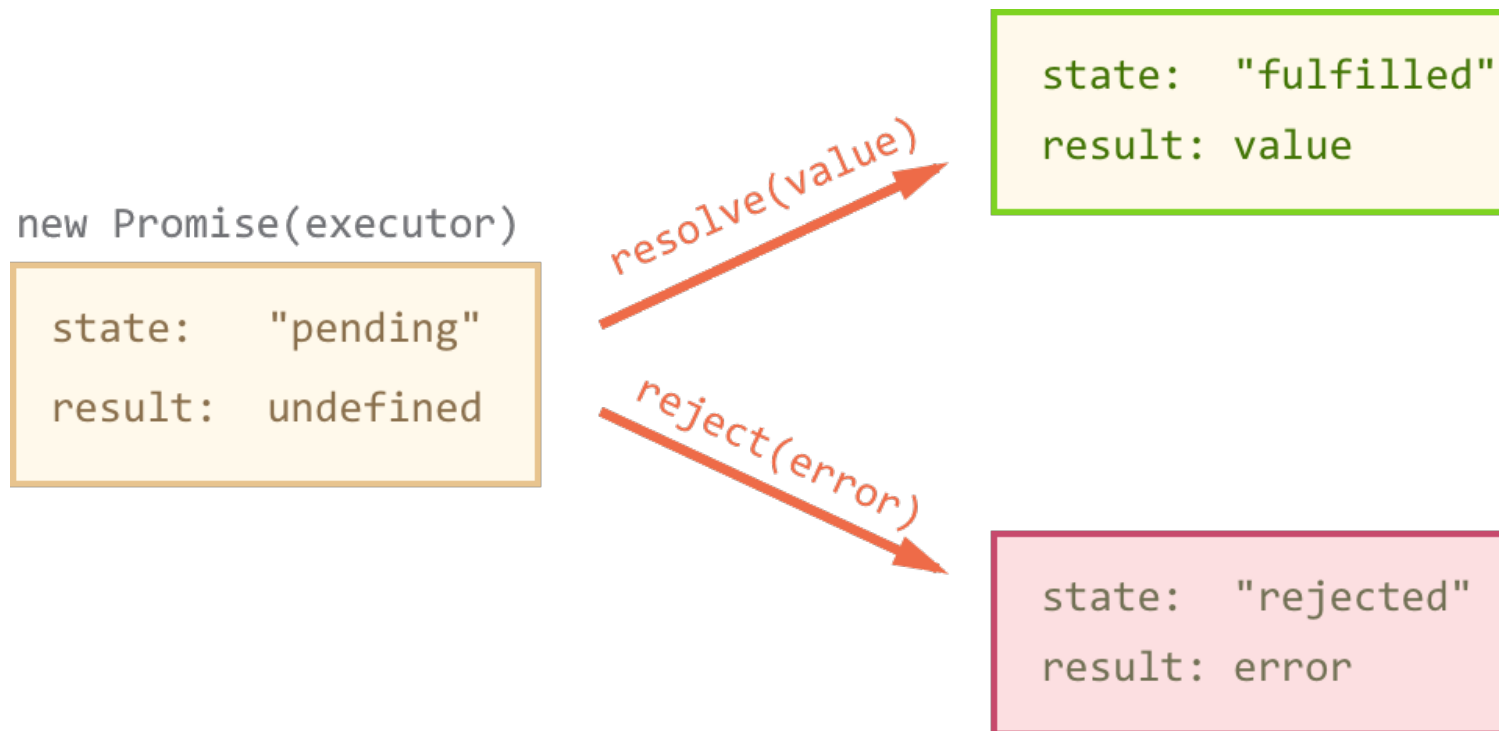 new Promise(executor)
state: "pending"
result: undefined
resolve(value)
reject(error)
state: "fulfilled"
result: value
state: "rejected"
result: error